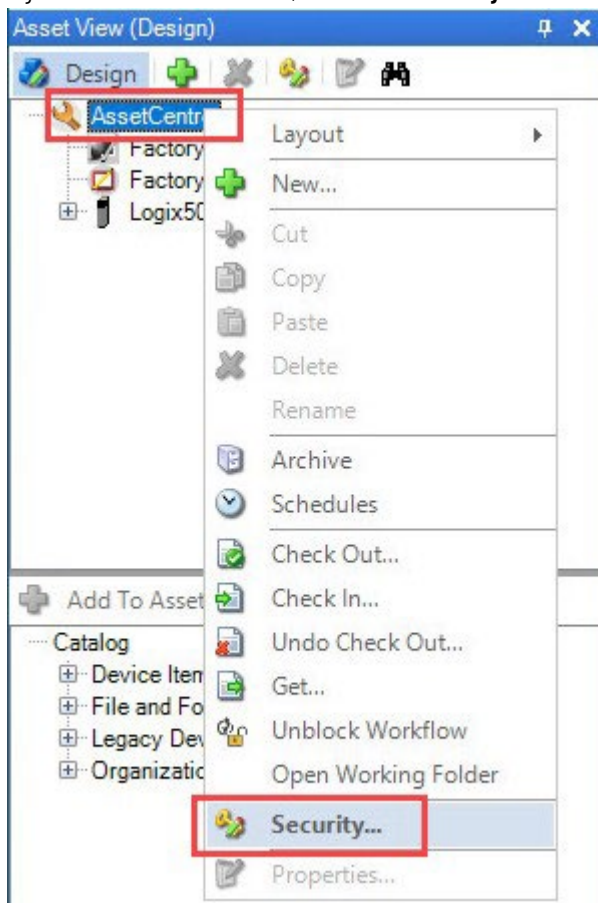 Asset View (Design)
Design
AssetCentr
Factory
Factory
Logix50
Layout
New...
Cut
Copy
Paste
Delete
Rename
Archive
Schedules
Check Out...
Check In...
Undo Check Out...
Get...
Unblock Workflow
Open Working Folder
Security...
Properties...
Add To Asset
Catalog
Device Item
File and Fo
Legacy Dev
Organizatic